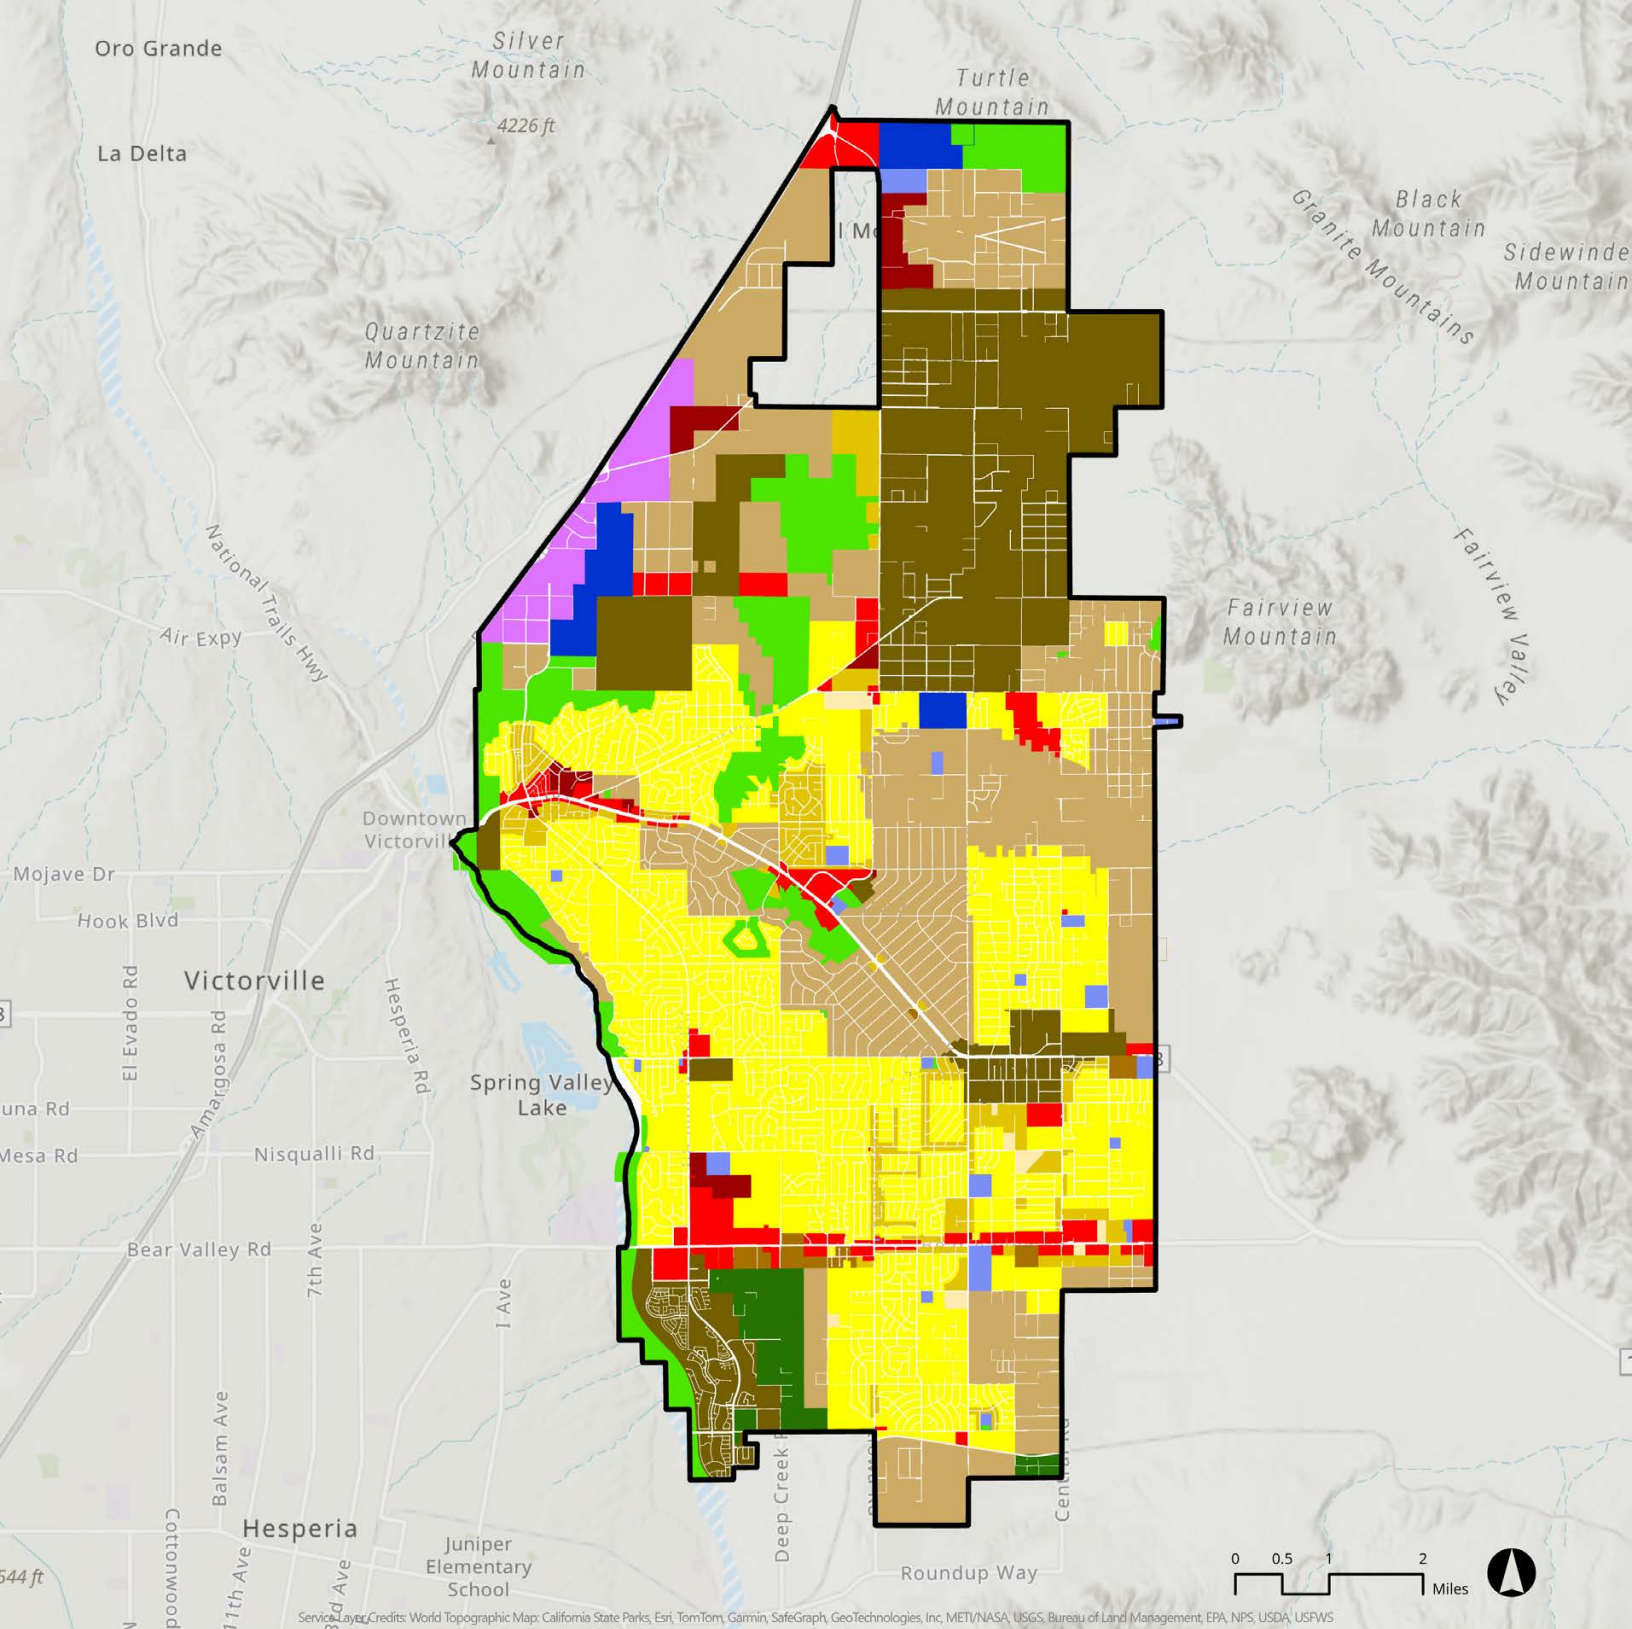 Oro Grande
Silver
Mountain
4226 ft
Turtle
Mountain
La Delta
Black
Mountain
Granite Mountains
Sidewinde
Mountain
l Mo
Quartzite
Mountain
National Trails Hwy
Fairview Valley
Air Expy
Fairview
Mountain
Downtown
Victorvill
Mojave Dr
Hook Blvd
Victorville
El Evado Rd
Amargosa Rd
Hesperia Rd
Spring Valley
Lake
una Rd
Mesa Rd
Nisqualli Rd
Bear Valley Rd
7th Ave
I Ave
Balsam Ave
Deep Creek
Hesperia
Cottonwood
11th Ave
3rd Ave
Juniper
Elementary
School
Roundup Way
544 ft
0 0.5 1 2
Miles
Service Layer Credits: World Topographic Map: California State Parks, Esri, TomTom, Garmin, SafeGraph, GeoTechnologies, Inc, METI/NASA, USGS, Bureau of Land Management, EPA, NPS, USDA, USFWS